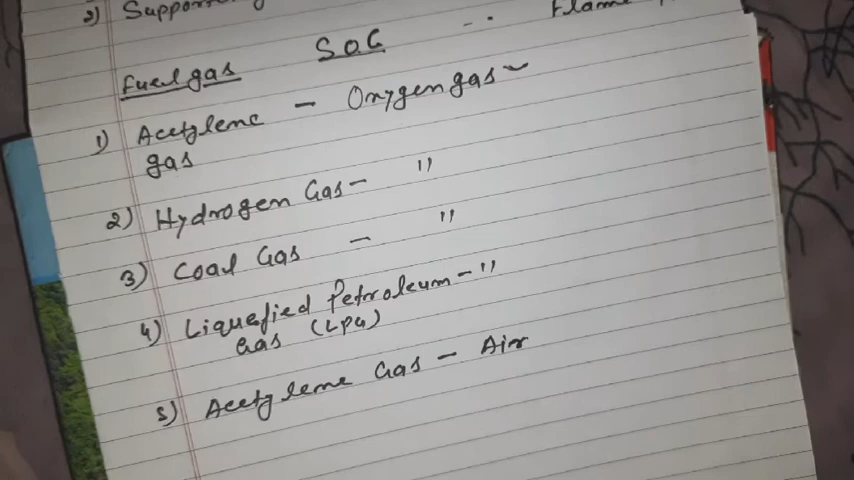 2) Suppor
Flame
Fuel gas SOC
1) Acetylene - Oxygen gas
gas
2) Hydrogen Gas - "
3) Coal Gas - "
4) Liquefied Petroleum - "
Gas (LPG)
5) Acetylene Gas - Air